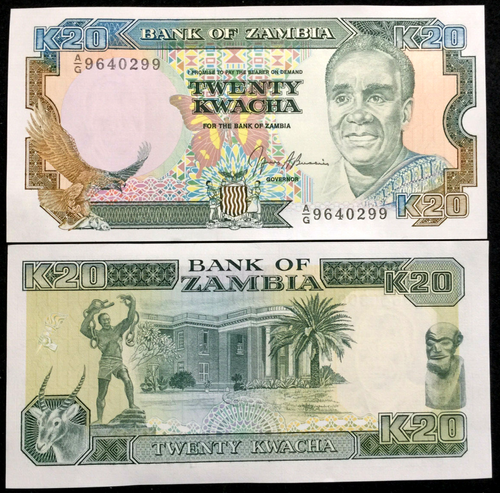 K20 BANK OF ZAMBIA K20
A/G 9640299
I PROMISE TO PAY THE BEARER ON DEMAND
TWENTY
KWACHA
FOR THE BANK OF ZAMBIA
GOVERNOR
A/G 9640299
K20
K20 BANK OF K20
ZAMBIA
TWENTY KWACHA K20